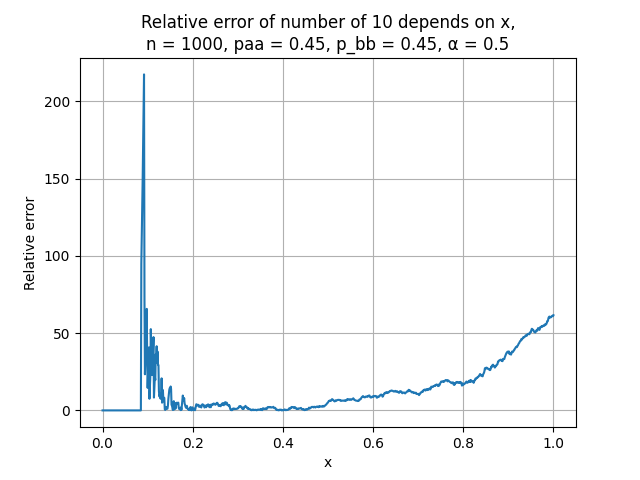 Relative error of number of 10 depends on x,
n = 1000, paa = 0.45, p_bb = 0.45, α = 0.5
200
150
100
50
0
Relative error
0.0 0.2 0.4 0.6 0.8 1.0
x